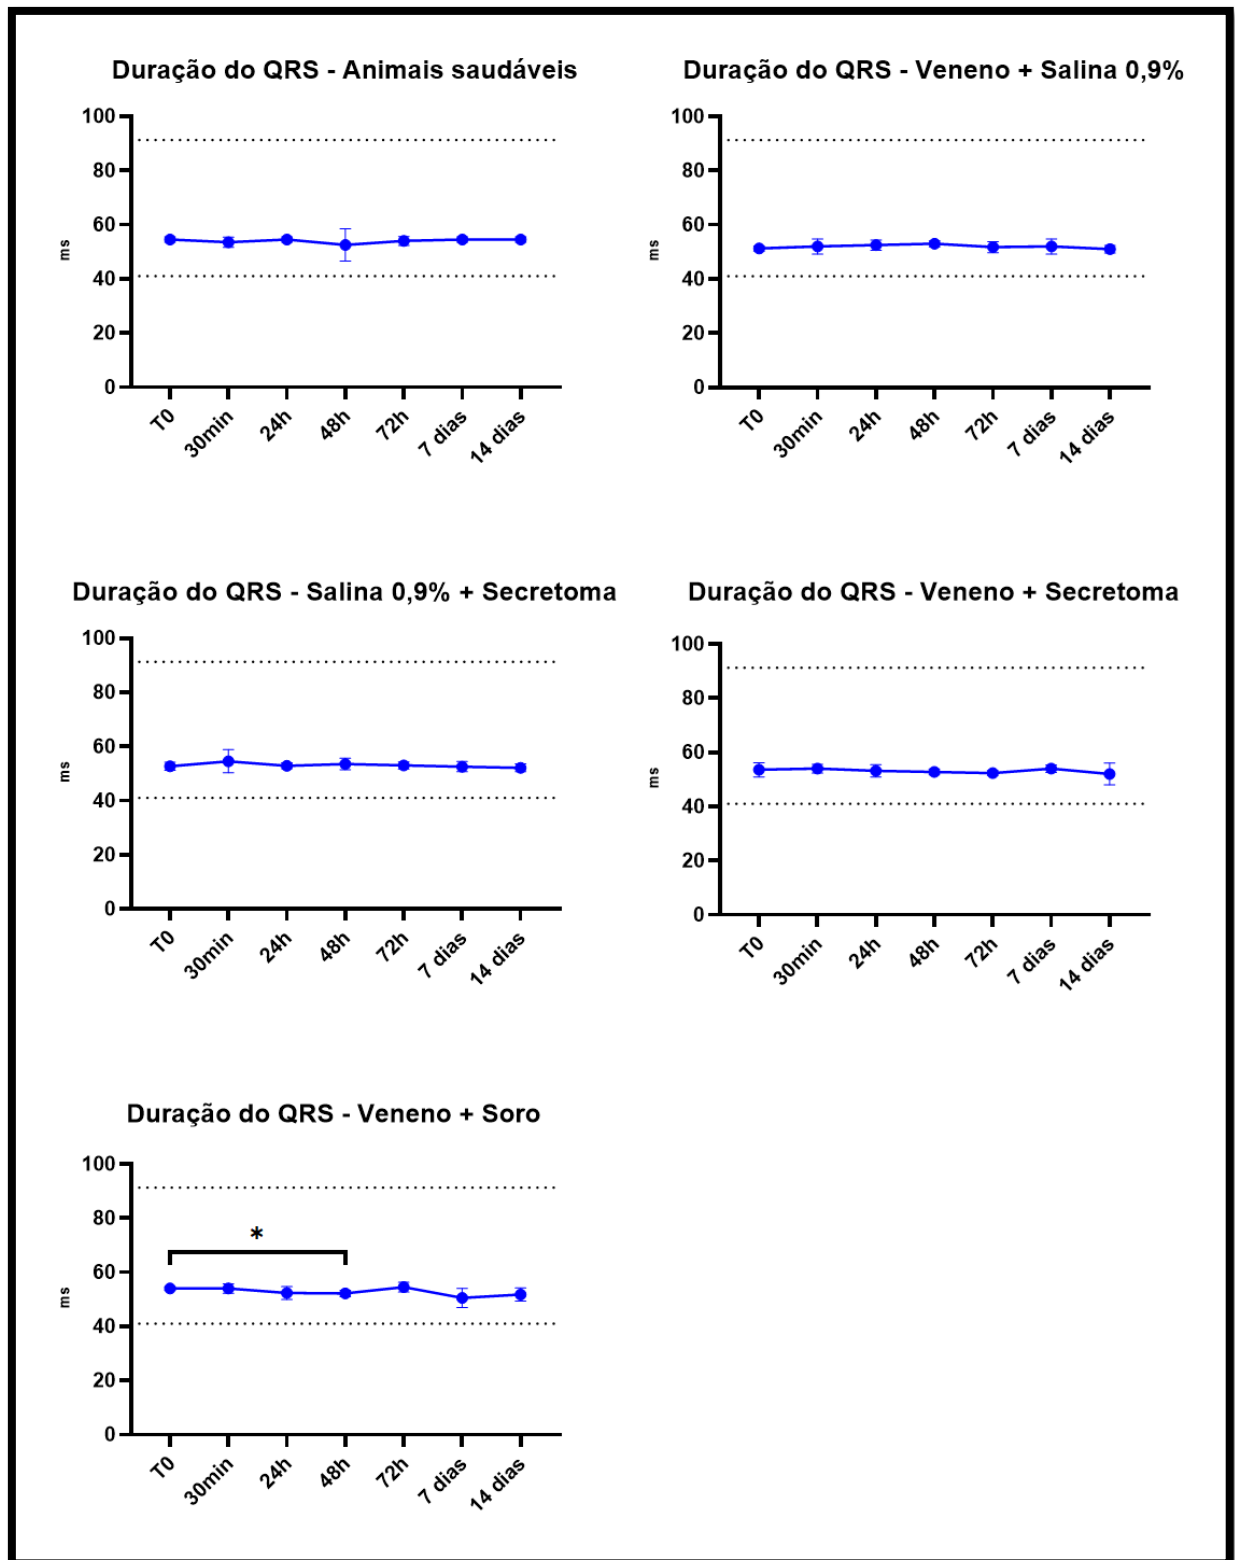 Duração do QRS - Animais saudáveis
100
80
60
40
20
0
ms
T0
30min
24h
48h
72h
7 dias
14 dias
Duração do QRS - Veneno + Salina 0,9%
100
80
60
40
20
0
ms
T0
30min
24h
48h
72h
7 dias
14 dias
Duração do QRS - Salina 0,9% + Secretoma
100
80
60
40
20
0
ms
T0
30min
24h
48h
72h
7 dias
14 dias
Duração do QRS - Veneno + Secretoma
100
80
60
40
20
0
ms
T0
30min
24h
48h
72h
7 dias
14 dias
Duração do QRS - Veneno + Soro
100
80
60
40
20
0
ms
*
T0
30min
24h
48h
72h
7 dias
14 dias